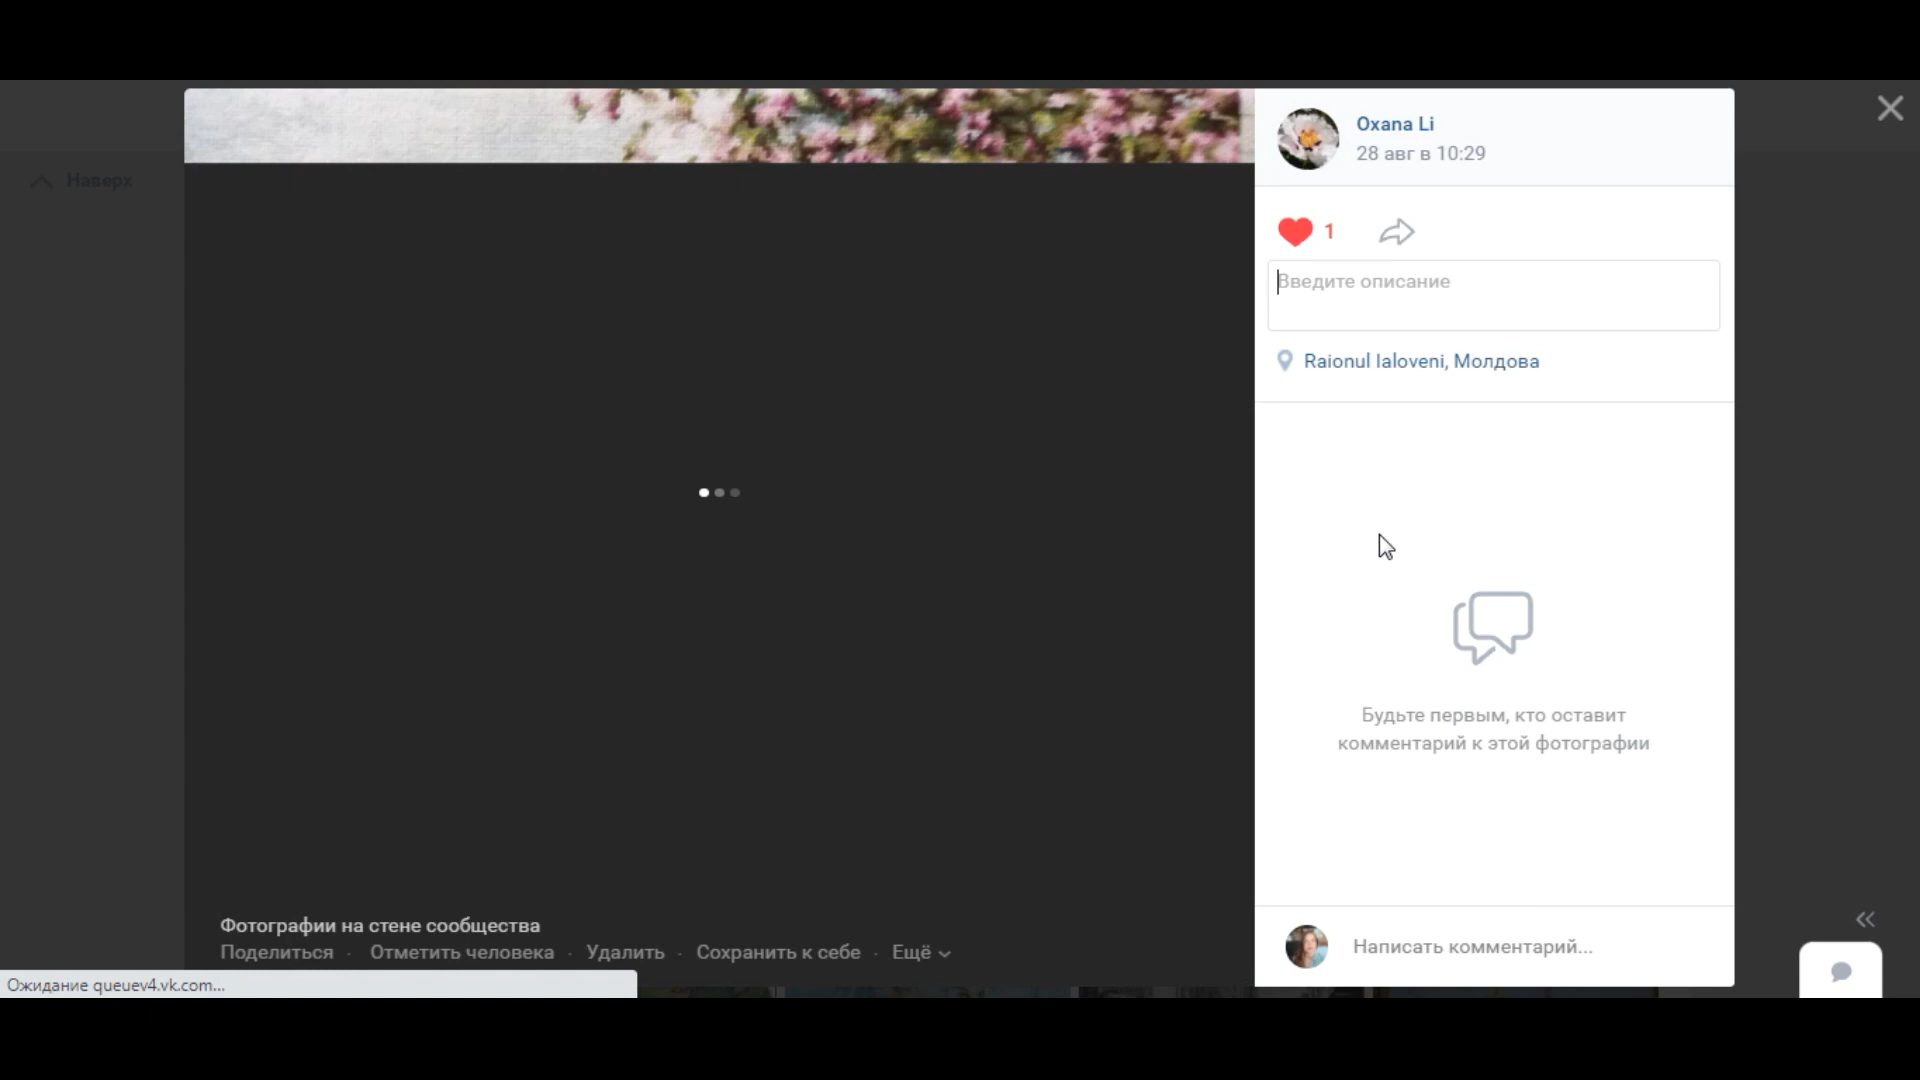 Наверх
Oxana Li
28 авг в 10:29
1
Введите описание
Raionul Ialoveni, Молдова
Будьте первым, кто оставит
комментарий к этой фотографии
Фотографии на стене сообщества
Поделиться · Отметить человека · Удалить · Сохранить к себе · Ещё
Написать комментарий...
Ожидание queuev4.vk.com...